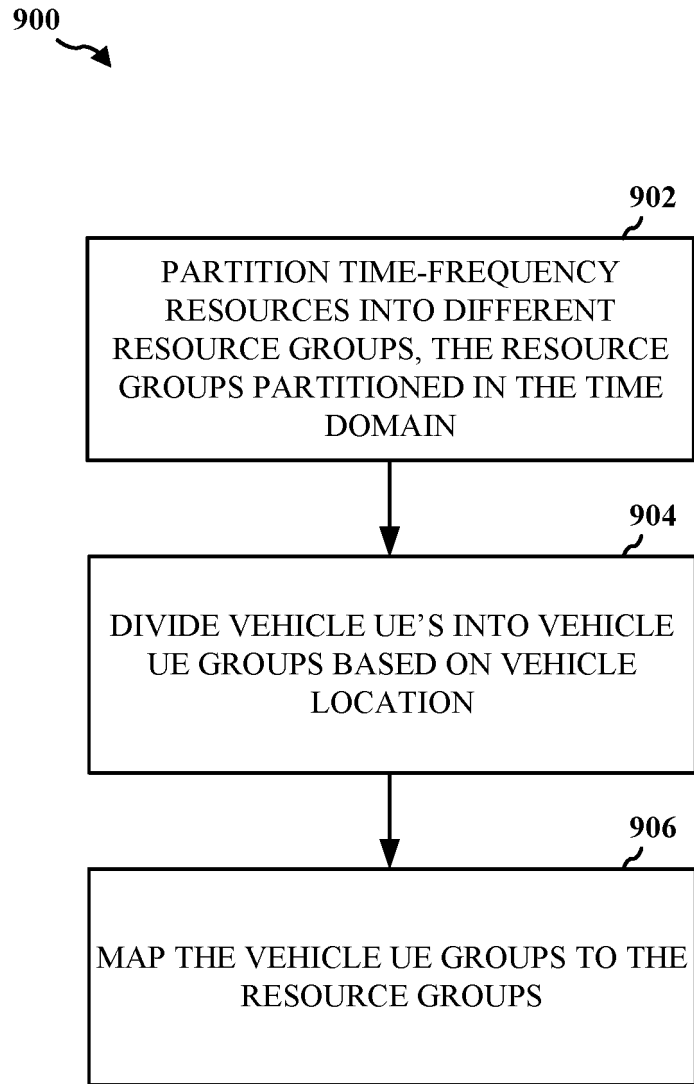 900
902
PARTITION TIME-FREQUENCY
RESOURCES INTO DIFFERENT
RESOURCE GROUPS, THE RESOURCE
GROUPS PARTITIONED IN THE TIME
DOMAIN
904
DIVIDE VEHICLE UE'S INTO VEHICLE
UE GROUPS BASED ON VEHICLE
LOCATION
906
MAP THE VEHICLE UE GROUPS TO THE
RESOURCE GROUPS